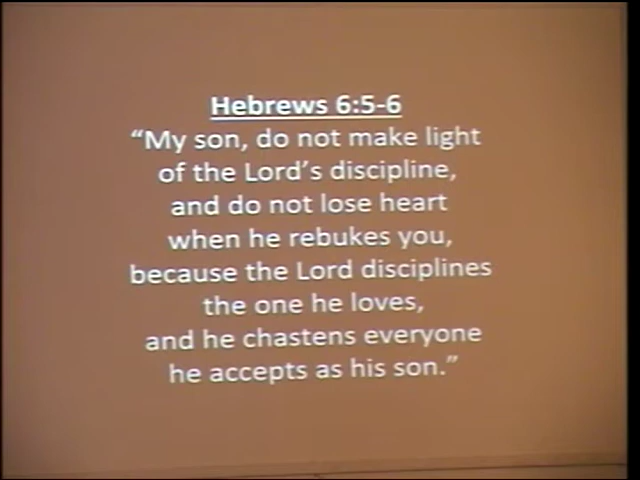 Hebrews 6:5-6
“My son, do not make light
of the Lord’s discipline,
and do not lose heart
when he rebukes you,
because the Lord disciplines
the one he loves,
and he chastens everyone
he accepts as his son.”